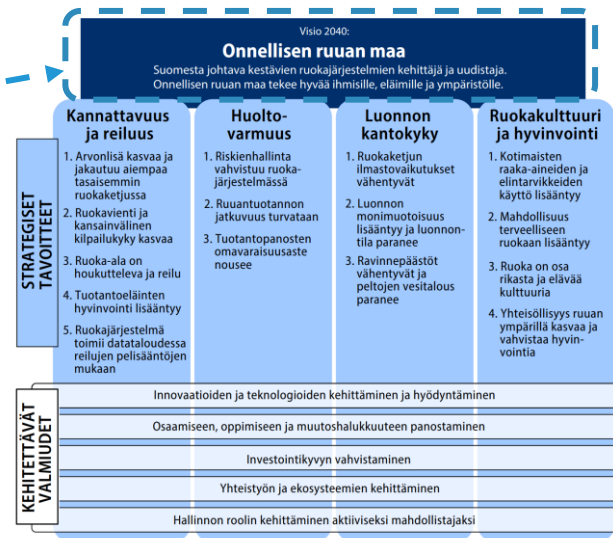 Visio 2040:
Onnellisen ruuan maa
Suomesta johtava kestävien ruokajärjestelmien kehittäjä ja uudistaja.
Onnellisen ruuan maa tekee hyvää ihmisille, eläimille ja ympäristölle.
STRATEGISET
TAVOITTEET
Kannattavuus
ja reiluus
1. Arvonlisä kasvaa ja
jakautuu aiempaa
tasaisemmin
ruokaketjussa
2. Ruokavienti ja
kansainvälinen
kilpailukyky kasvaa
3. Ruoka-ala on
houkutteleva ja reilu
4. Tuotantoeläinten
hyvinvointi lisääntyy
5. Ruokajärjestelmä
toimii datataloudessa
reilujen pelisääntöjen
mukaan
Huolto-
varmuus
1. Riskienhallinta
vahvistuu ruoka-
järjestelmässä
2. Ruuantuotannon
jatkuvuus turvataan
3. Tuotantopanosten
omavaraisuusaste
nousee
Luonnon
kantokyky
1. Ruokaketjun
ilmastovaikutukset
vähentyvät
2. Luonnon
monimuotoisuus
lisääntyy ja luonnon-
tila paranee
3. Ravinnepäästöt
vähentyvät ja
peltojen vesitalous
paranee
Ruokakulttuuri
ja hyvinvointi
1. Kotimaisten
raaka-aineiden ja
elintarvikkeiden
käyttö lisääntyy
2. Mahdollisuus
terveelliseen
ruokaan lisääntyy
3. Ruoka on osa
rikasta ja elävää
kulttuuria
4. Yhteisöllisyys ruuan
ympärillä kasvaa ja
vahvistaa hyvin-
vointia
KEHITETTÄVÄT
VALMIUDET
Innovaatioiden ja teknologioiden kehittäminen ja hyödyntäminen
Osaamiseen, oppimiseen ja muutoshalukkuuteen panostaminen
Investointikyvyn vahvistaminen
Yhteistyön ja ekosysteemien kehittäminen
Hallinnon roolin kehittäminen aktiiviseksi mahdollistajaksi